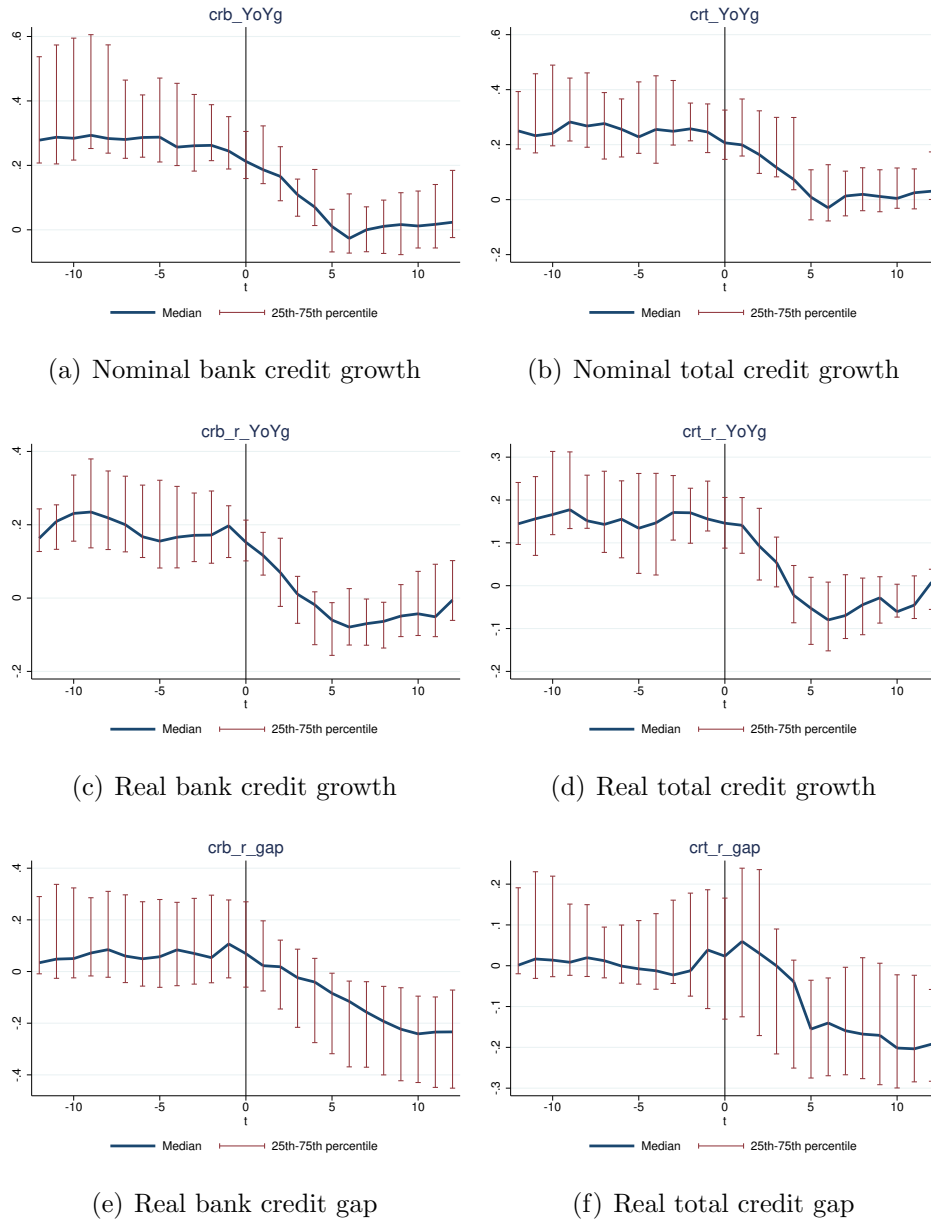 crb_YoYg
.6
.4
.2
0
-10 -5 0 5 10
t
Median 25th-75th percentile
(a) Nominal bank credit growth
crt_YoYg
.6
.4
.2
0
-.2
-10 -5 0 5 10
t
Median 25th-75th percentile
(b) Nominal total credit growth
crb_r_YoYg
.4
.2
0
-.2
-10 -5 0 5 10
t
Median 25th-75th percentile
(c) Real bank credit growth
crt_r_YoYg
.3
.2
.1
0
-.1
-.2
-10 -5 0 5 10
t
Median 25th-75th percentile
(d) Real total credit growth
crb_r_gap
.4
.2
0
-.2
-.4
-10 -5 0 5 10
t
Median 25th-75th percentile
(e) Real bank credit gap
crt_r_gap
.2
.1
0
-.1
-.2
-.3
-10 -5 0 5 10
t
Median 25th-75th percentile
(f) Real total credit gap